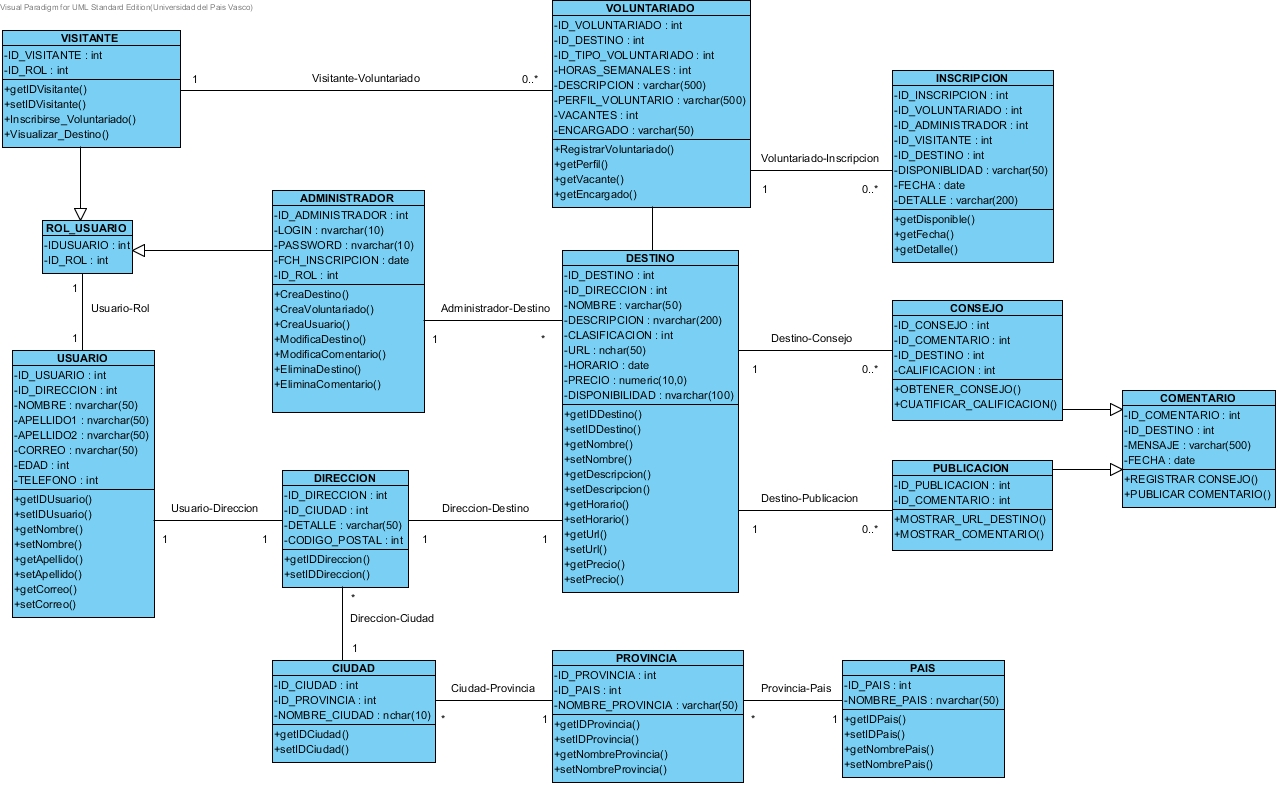 Visual Paradigm for UML Standard Edition(Universidad del Pais Vasco)
VISITANTE
-ID_VISITANTE : int
-ID_ROL : int
+getIDVisitante()
+setIDVisitante()
+Inscribirse_Voluntariado()
+Visualizar_Destino()
1
Visitante-Voluntariado
0..*
VOLUNTARIADO
-ID_VOLUNTARIADO : int
-ID_DESTINO : int
-ID_TIPO_VOLUNTARIADO : int
-HORAS_SEMANALES : int
-DESCRIPCION : varchar(500)
-PERFIL_VOLUNTARIO : varchar(500)
-VACANTES : int
-ENCARGADO : varchar(50)
+RegistrarVoluntariado()
+getPerfil()
+getVacante()
+getEncargado()
Voluntariado-Inscripcion
1
0..*
INSCRIPCION
-ID_INSCRIPCION : int
-ID_VOLUNTARIADO : int
-ID_ADMINISTRADOR : int
-ID_VISITANTE : int
-ID_DESTINO : int
-DISPONIBLIDAD : varchar(50)
-FECHA : date
-DETALLE : varchar(200)
+getDisponible()
+getFecha()
+getDetalle()
ROL_USUARIO
-IDUSUARIO : int
-ID_ROL : int
1
Usuario-Rol
1
ADMINISTRADOR
-ID_ADMINISTRADOR : int
-LOGIN : nvarchar(10)
-PASSWORD : nvarchar(10)
-FCH_INSCRIPCION : date
-ID_ROL : int
+CreaDestino()
+CreaVoluntariado()
+CreaUsuario()
+ModificaDestino()
+ModificaComentario()
+EliminaDestino()
+EliminaComentario()
Administrador-Destino
1
*
DESTINO
-ID_DESTINO : int
-ID_DIRECCION : int
-NOMBRE : varchar(50)
-DESCRIPCION : nvarchar(200)
-CLASIFICACION : int
-URL : nchar(50)
-HORARIO : date
-PRECIO : numeric(10,0)
-DISPONIBILIDAD : nvarchar(100)
+getIDDestino()
+setIDDestino()
+getNombre()
+setNombre()
+getDescripcion()
+setDescripcion()
+getHorario()
+setHorario()
+getUrl()
+setUrl()
+getPrecio()
+setPrecio()
Destino-Consejo
1
0..*
CONSEJO
-ID_CONSEJO : int
-ID_COMENTARIO : int
-ID_DESTINO : int
-CALIFICACION : int
+OBTENER_CONSEJO()
+CUATIFICAR_CALIFICACION()
COMENTARIO
-ID_COMENTARIO : int
-ID_DESTINO : int
-MENSAJE : varchar(500)
-FECHA : date
+REGISTRAR CONSEJO()
+PUBLICAR COMENTARIO()
Destino-Publicacion
1
0..*
PUBLICACION
-ID_PUBLICACION : int
-ID_COMENTARIO : int
+MOSTRAR_URL_DESTINO()
+MOSTRAR_COMENTARIO()
USUARIO
-ID_USUARIO : int
-ID_DIRECCION : int
-NOMBRE : nvarchar(50)
-APELLIDO1 : nvarchar(50)
-APELLIDO2 : nvarchar(50)
-CORREO : nvarchar(50)
-EDAD : int
-TELEFONO : int
+getIDUsuario()
+setIDUsuario()
+getNombre()
+setNombre()
+getApellido()
+setApellido()
+getCorreo()
+setCorreo()
Usuario-Direccion
1
1
DIRECCION
-ID_DIRECCION : int
-ID_CIUDAD : int
-DETALLE : varchar(50)
-CODIGO_POSTAL : int
+getIDDireccion()
+setIDDireccion()
Direccion-Destino
1
1
*
Direccion-Ciudad
1
CIUDAD
-ID_CIUDAD : int
-ID_PROVINCIA : int
-NOMBRE_CIUDAD : nchar(10)
+getIDCiudad()
+setIDCiudad()
Ciudad-Provincia
*
1
PROVINCIA
-ID_PROVINCIA : int
-ID_PAIS : int
-NOMBRE_PROVINCIA : varchar(50)
+getIDProvincia()
+setIDProvincia()
+getNombreProvincia()
+setNombreProvincia()
Provincia-Pais
*
1
PAIS
-ID_PAIS : int
-NOMBRE_PAIS : nvarchar(50)
+getIDPais()
+setIDPais()
+getNombrePais()
+setNombrePais()